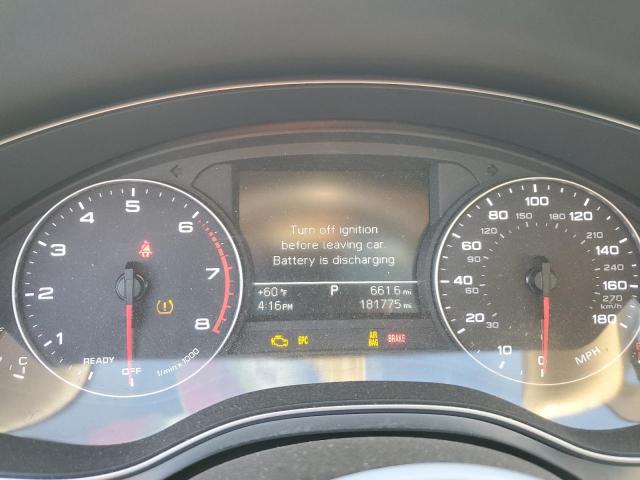 Turn off ignition
before leaving car.
Battery is discharging
+60°F P 6616 mi
4:16 PM 181775 mi
EPC AIR BAG BRAKE
1 2 3 4 5 6 7 8
READY OFF 1/min x 1000
C
0 10 20 40 60 80 100 120 140 160 180
30 60 90 120 150 180 210 240 270
km/h
MPH